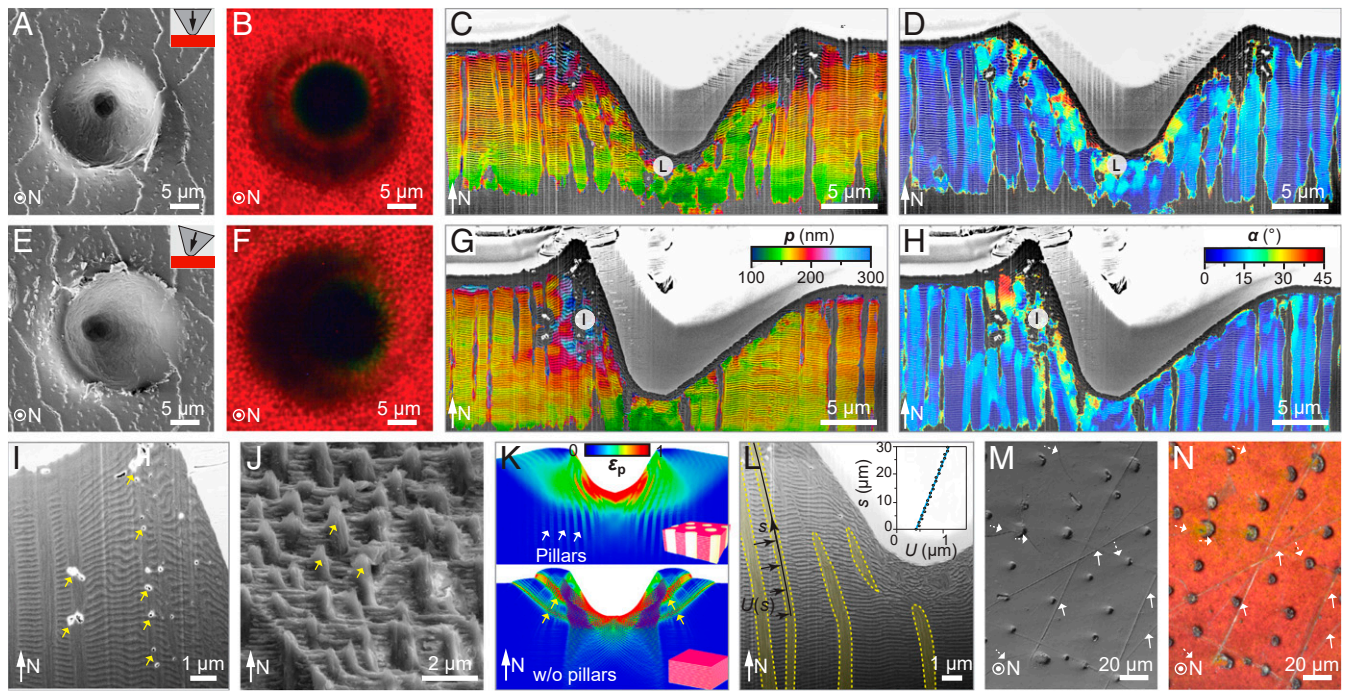 A
⊙N
5 µm
B
5 µm
C
L
N
5 µm
D
L
N
5 µm
E
⊙N
5 µm
F
5 µm
G
p (nm)
100 200 300
I
N
5 µm
H
α (°)
0 15 30 45
I
N
5 µm
I
N
1 µm
J
N
2 µm
K
0 1
εp
Pillars
w/o pillars
N
L
30
20
10
0
s (µm)
0 1
U (µm)
s
U(s)
N
1 µm
M
⊙N
20 µm
N
⊙N
20 µm